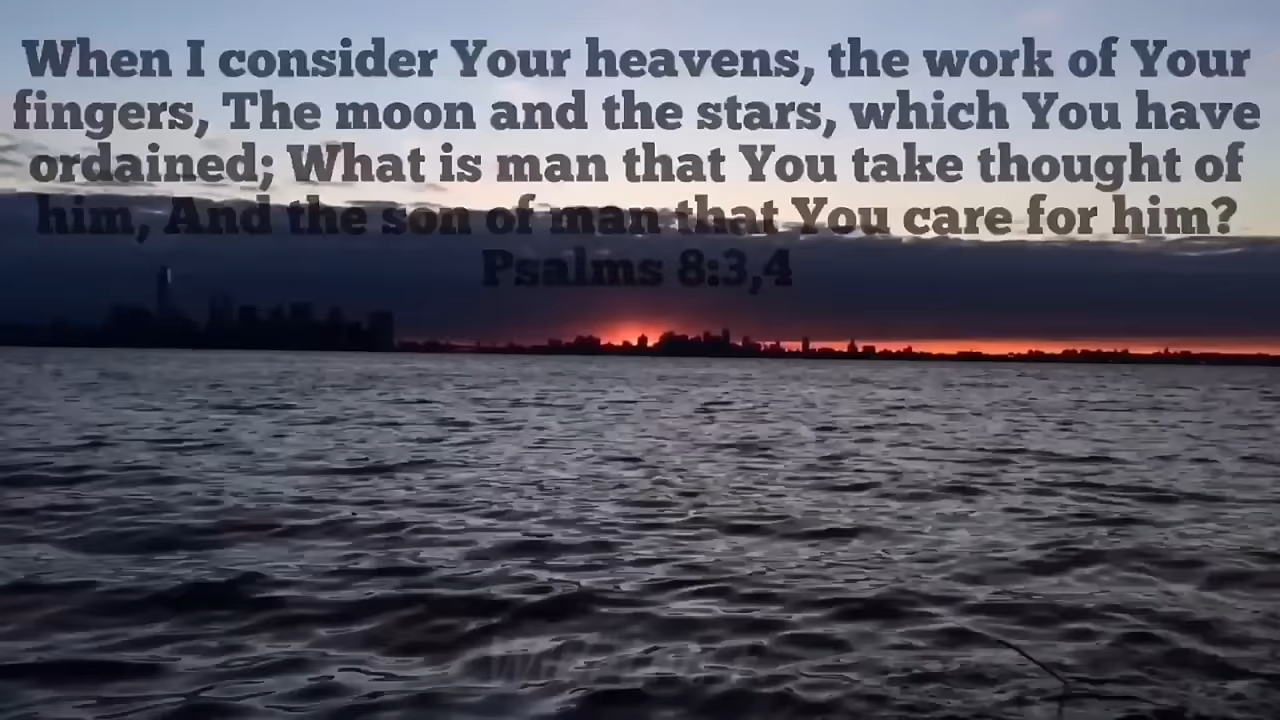 When I consider Your heavens, the work of Your
fingers, The moon and the stars, which You have
ordained; What is man that You take thought of
him, And the son of man that You care for him?
Psalms 8:3,4